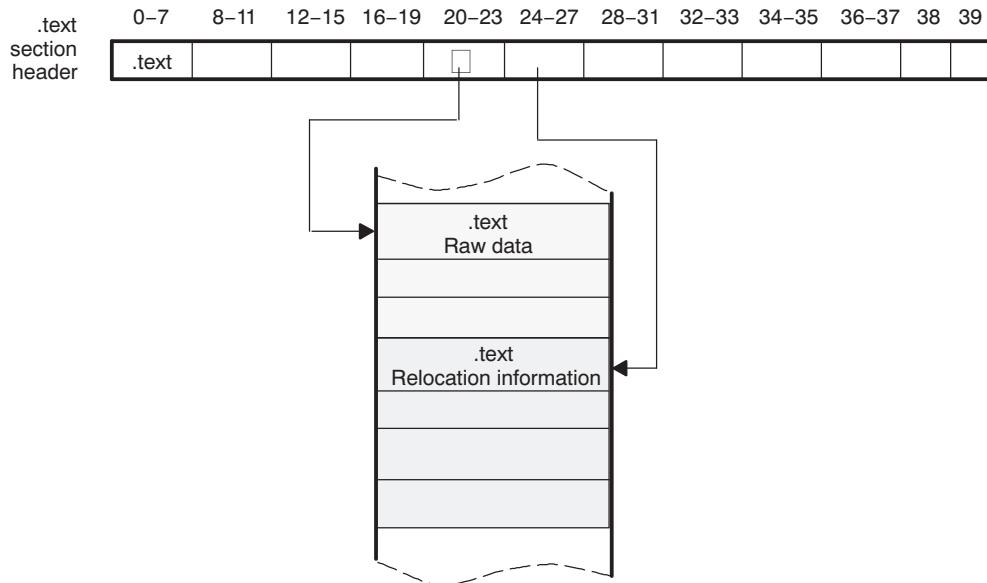 .text
section
header
0–7 8–11 12–15 16–19 20–23 24–27 28–31 32–33 34–35 36–37 38 39
.text
.text
Raw data
.text
Relocation information